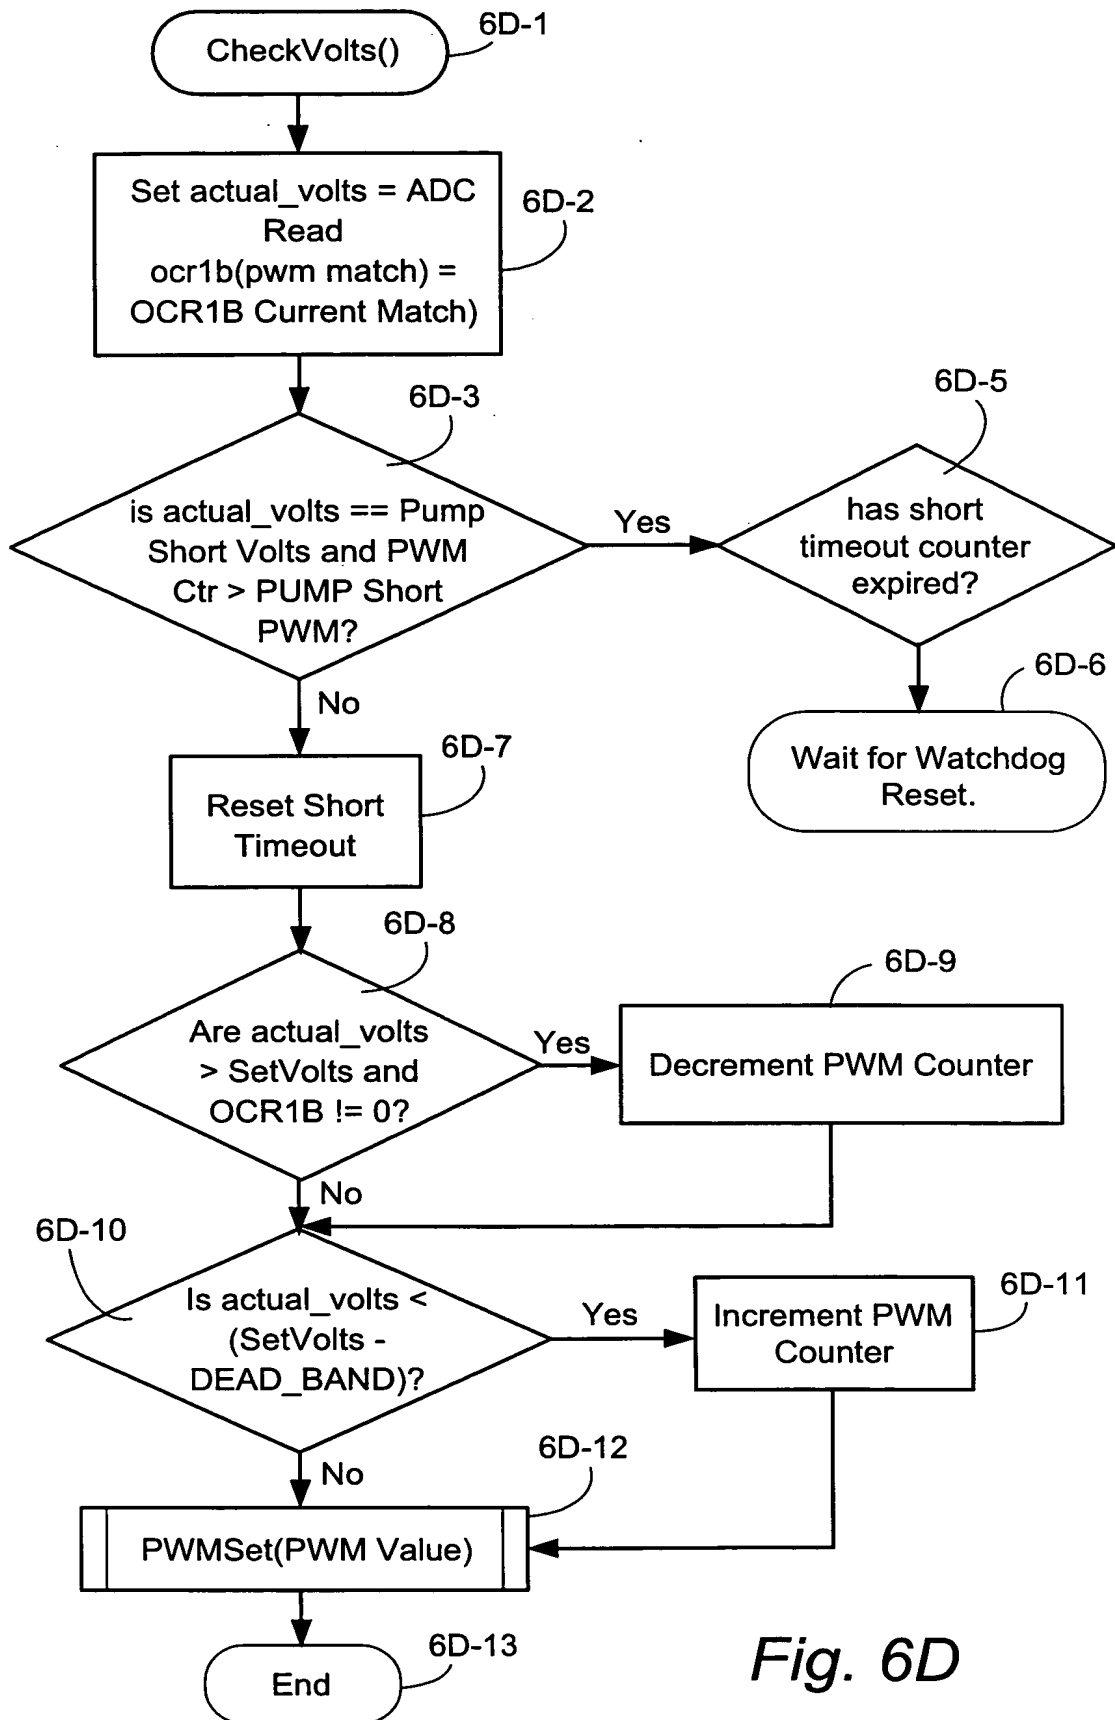 CheckVolts()
6D-1
Set actual_volts = ADC
Read
ocr1b(pwm match) =
OCR1B Current Match)
6D-2
6D-3
is actual_volts == Pump
Short Volts and PWM
Ctr > PUMP Short
PWM?
Yes
6D-5
has short
timeout counter
expired?
6D-6
Wait for Watchdog
Reset.
No
6D-7
Reset Short
Timeout
6D-8
Are actual_volts
> SetVolts and
OCR1B != 0?
Yes
6D-9
Decrement PWM Counter
No
6D-10
Is actual_volts <
(SetVolts -
DEAD_BAND)?
Yes
6D-11
Increment PWM
Counter
No
6D-12
PWMSet(PWM Value)
6D-13
End
Fig. 6D